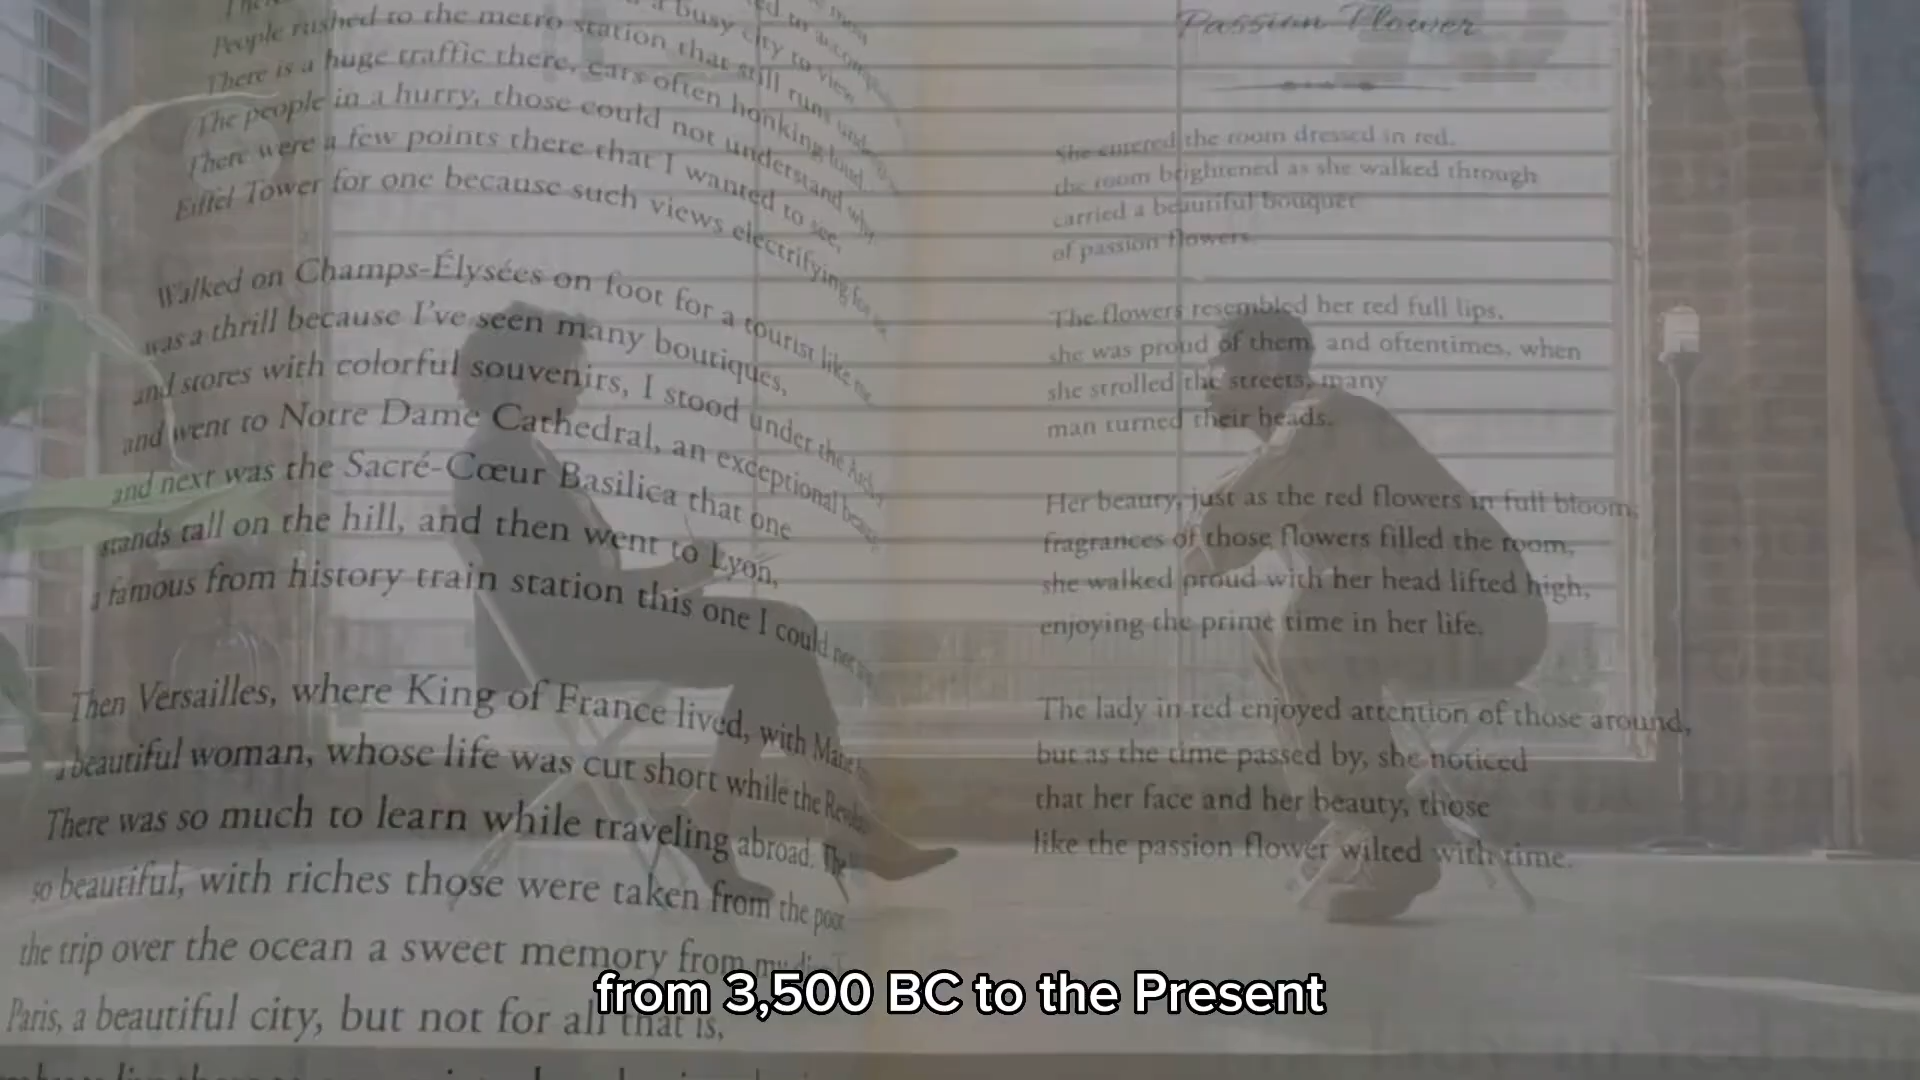 People rushed to the metro station that still runs
There is a huge traffic there, cars often honking loud.
The people in a hurry, those could not understand why
There were a few points there that I wanted to see,
Eiffel Tower for one because such views electrifying for
Walked on Champs-Élysées on foot for a tourist like me,
was a thrill because I've seen many boutiques,
and stores with colorful souvenirs, I stood under the
and went to Notre Dame Cathedral, an exceptional
and next was the Sacré-Cœur Basilica that one
stands tall on the hill, and then went to Lyon,
a famous from history train station this one I could not
Then Versailles, where King of France lived, with
a beautiful woman, whose life was cut short while the
There was so much to learn while traveling abroad.
so beautiful, with riches those were taken from the poor
the trip over the ocean a sweet memory from my
Paris, a beautiful city, but not for all that is,
Passion Flower
She entered the room dressed in red,
the room brightened as she walked through
carried a beautiful bouquet
of passion flowers.
The flowers resembled her red full lips,
she was proud of them, and oftentimes, when
she strolled the streets, many
man turned their heads.
Her beauty, just as the red flowers in full bloom,
fragrances of those flowers filled the room,
she walked proud with her head lifted high,
enjoying the prime time in her life.
The lady in red enjoyed attention of those around,
but as the time passed by, she noticed
that her face and her beauty, those
like the passion flower wilted with time.
from 3,500 BC to the Present